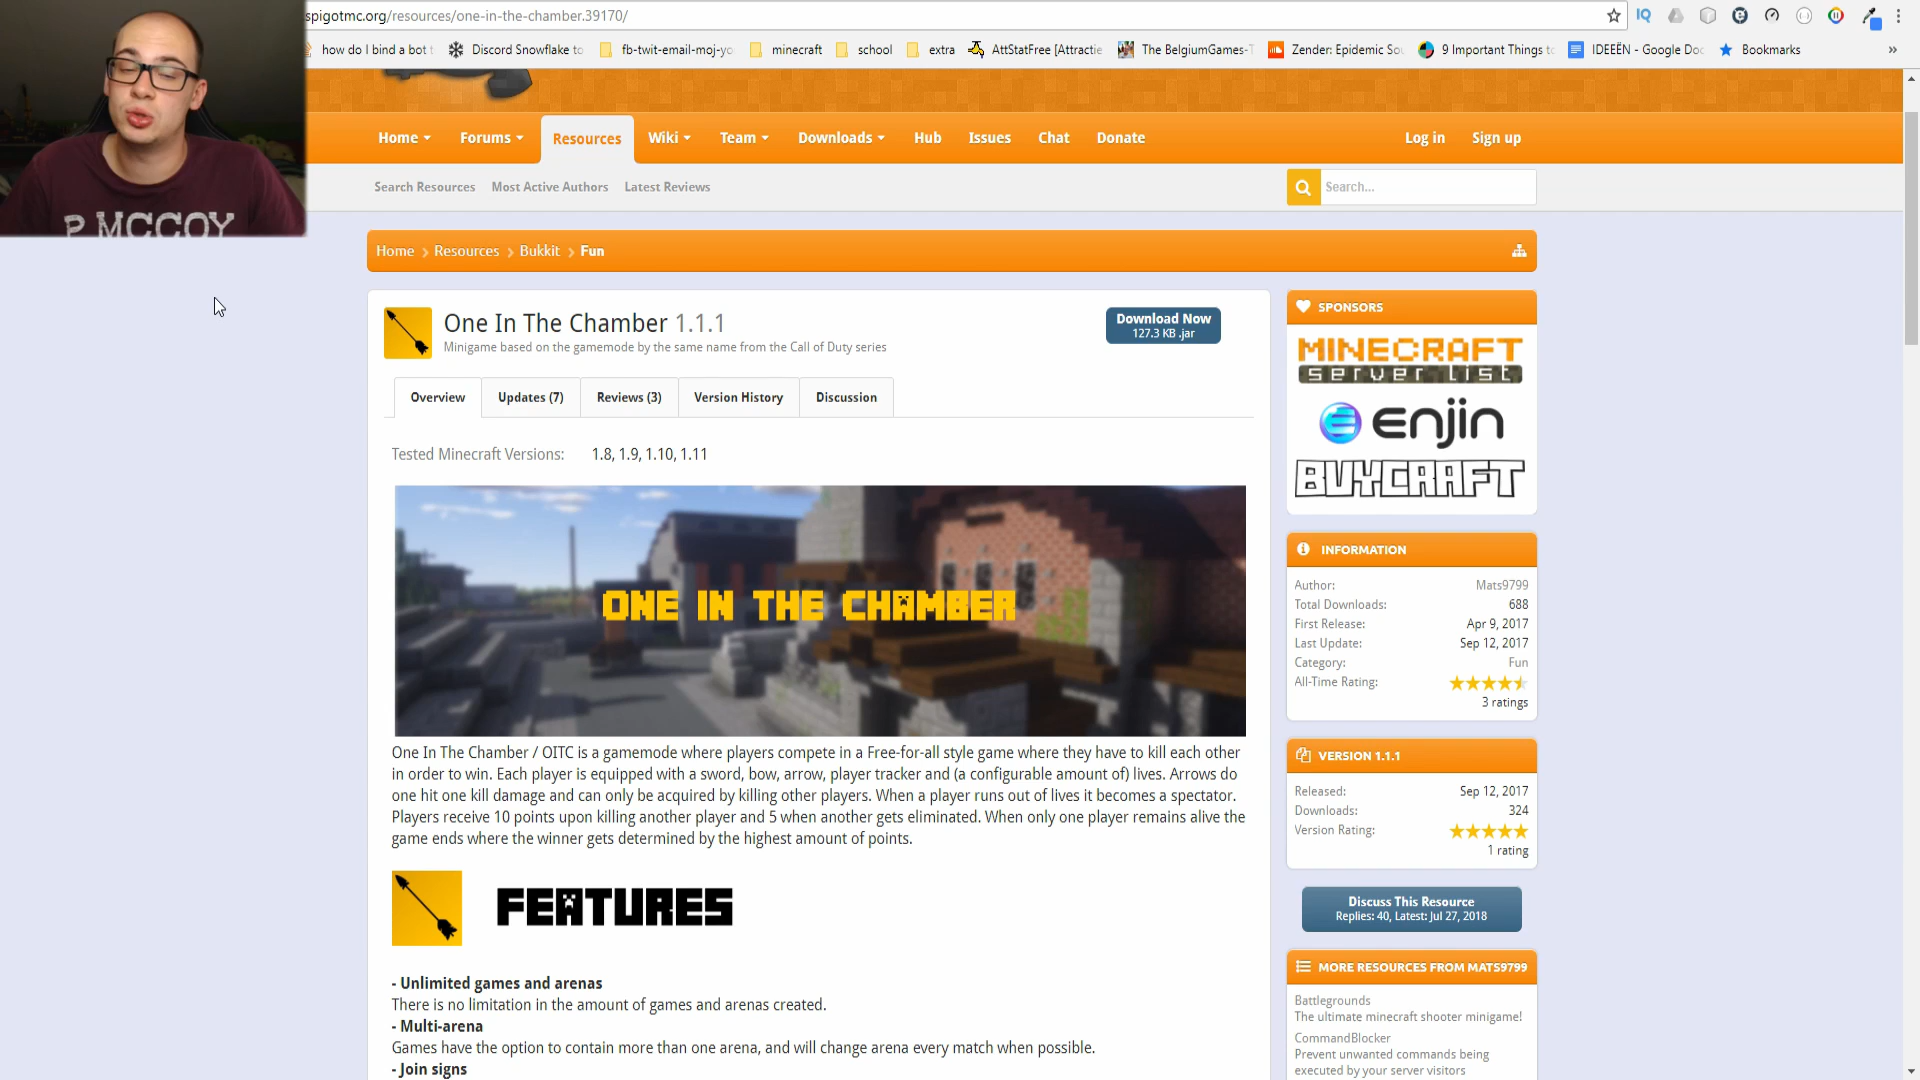 spigotmc.org/resources/one-in-the-chamber.39170/
how do I bind a bot t
Discord Snowflake to
fb-twit-email-moj-yo
minecraft
school
extra
AttStatFree [Attractie
The BelgiumGames-T
Zender: Epidemic Sou
9 Important Things to
IDEEËN - Google Doc
Bookmarks
»
P MCCOY
Home
Forums
Resources
Wiki
Team
Downloads
Hub
Issues
Chat
Donate
Log in
Sign up
Search Resources
Most Active Authors
Latest Reviews
Search...
Home > Resources > Bukkit > Fun
One In The Chamber 1.1.1
Minigame based on the gamemode by the same name from the Call of Duty series
Download Now
127.3 KB .jar
Overview
Updates (7)
Reviews (3)
Version History
Discussion
Tested Minecraft Versions: 1.8, 1.9, 1.10, 1.11
ONE IN THE CHAMBER
One In The Chamber / OITC is a gamemode where players compete in a Free-for-all style game where they have to kill each other
in order to win. Each player is equipped with a sword, bow, arrow, player tracker and (a configurable amount of) lives. Arrows do
one hit one kill damage and can only be acquired by killing other players. When a player runs out of lives it becomes a spectator.
Players receive 10 points upon killing another player and 5 when another gets eliminated. When only one player remains alive the
game ends where the winner gets determined by the highest amount of points.
FEATURES
- Unlimited games and arenas
There is no limitation in the amount of games and arenas created.
- Multi-arena
Games have the option to contain more than one arena, and will change arena every match when possible.
- Join signs
SPONSORS
MINECRAFT
server list
enjin
BUYCRAFT
INFORMATION
Author: Mats9799
Total Downloads: 688
First Release: Apr 9, 2017
Last Update: Sep 12, 2017
Category: Fun
All-Time Rating:
3 ratings
VERSION 1.1.1
Released: Sep 12, 2017
Downloads: 324
Version Rating:
1 rating
Discuss This Resource
Replies: 40, Latest: Jul 27, 2018
MORE RESOURCES FROM MATS9799
Battlegrounds
The ultimate minecraft shooter minigame!
CommandBlocker
Prevent unwanted commands being
executed by your server visitors